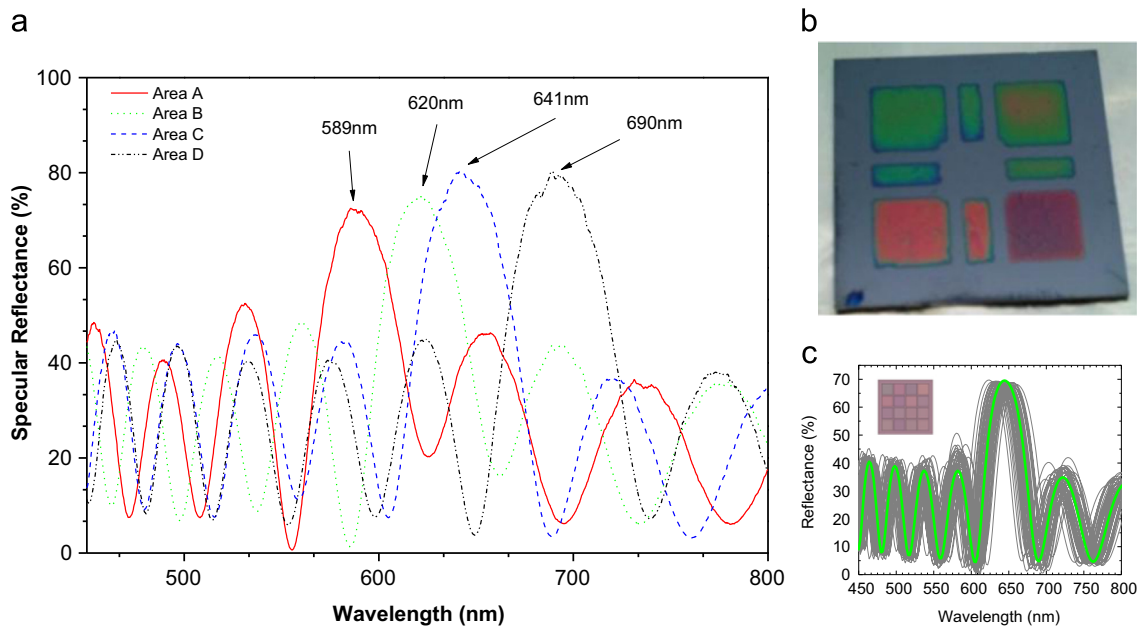 a
b
100
Area A
Area B
Area C
Area D
589nm
620nm
641nm
690nm
80
60
40
20
0
Specular Reflectance (%)
500
600
700
800
Wavelength (nm)
c
70
60
50
40
30
20
10
0
Reflectance (%)
450
500
550
600
650
700
750
800
Wavelength (nm)